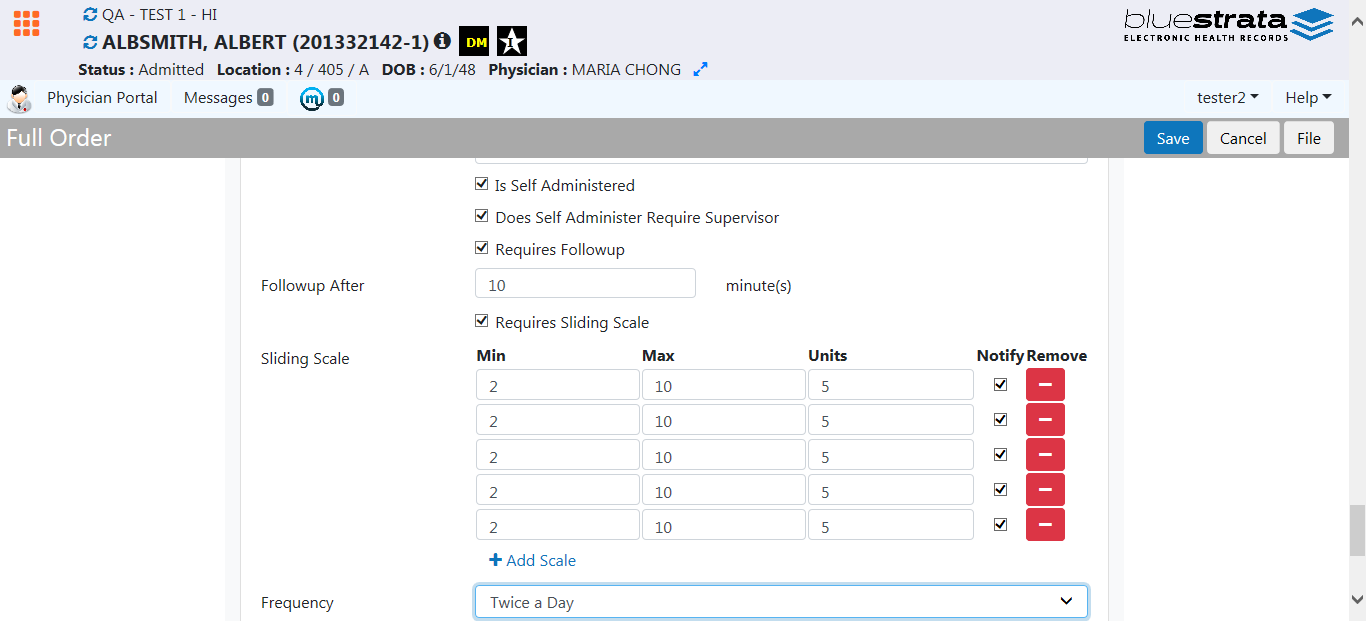 QA - TEST 1 - HI
ALBSMITH, ALBERT (201332142-1) DM 1
Status : Admitted Location : 4 / 405 / A DOB : 6/1/48 Physician : MARIA CHONG
bluestrata
ELECTRONIC HEALTH RECORDS
Physician Portal Messages 0 m 0 tester2 Help
Full Order Save Cancel File
Is Self Administered
Does Self Administer Require Supervisor
Requires Followup
Followup After 10 minute(s)
Requires Sliding Scale
Sliding Scale Min Max Units Notify Remove
2 10 5
2 10 5
2 10 5
2 10 5
2 10 5
Add Scale
Frequency Twice a Day